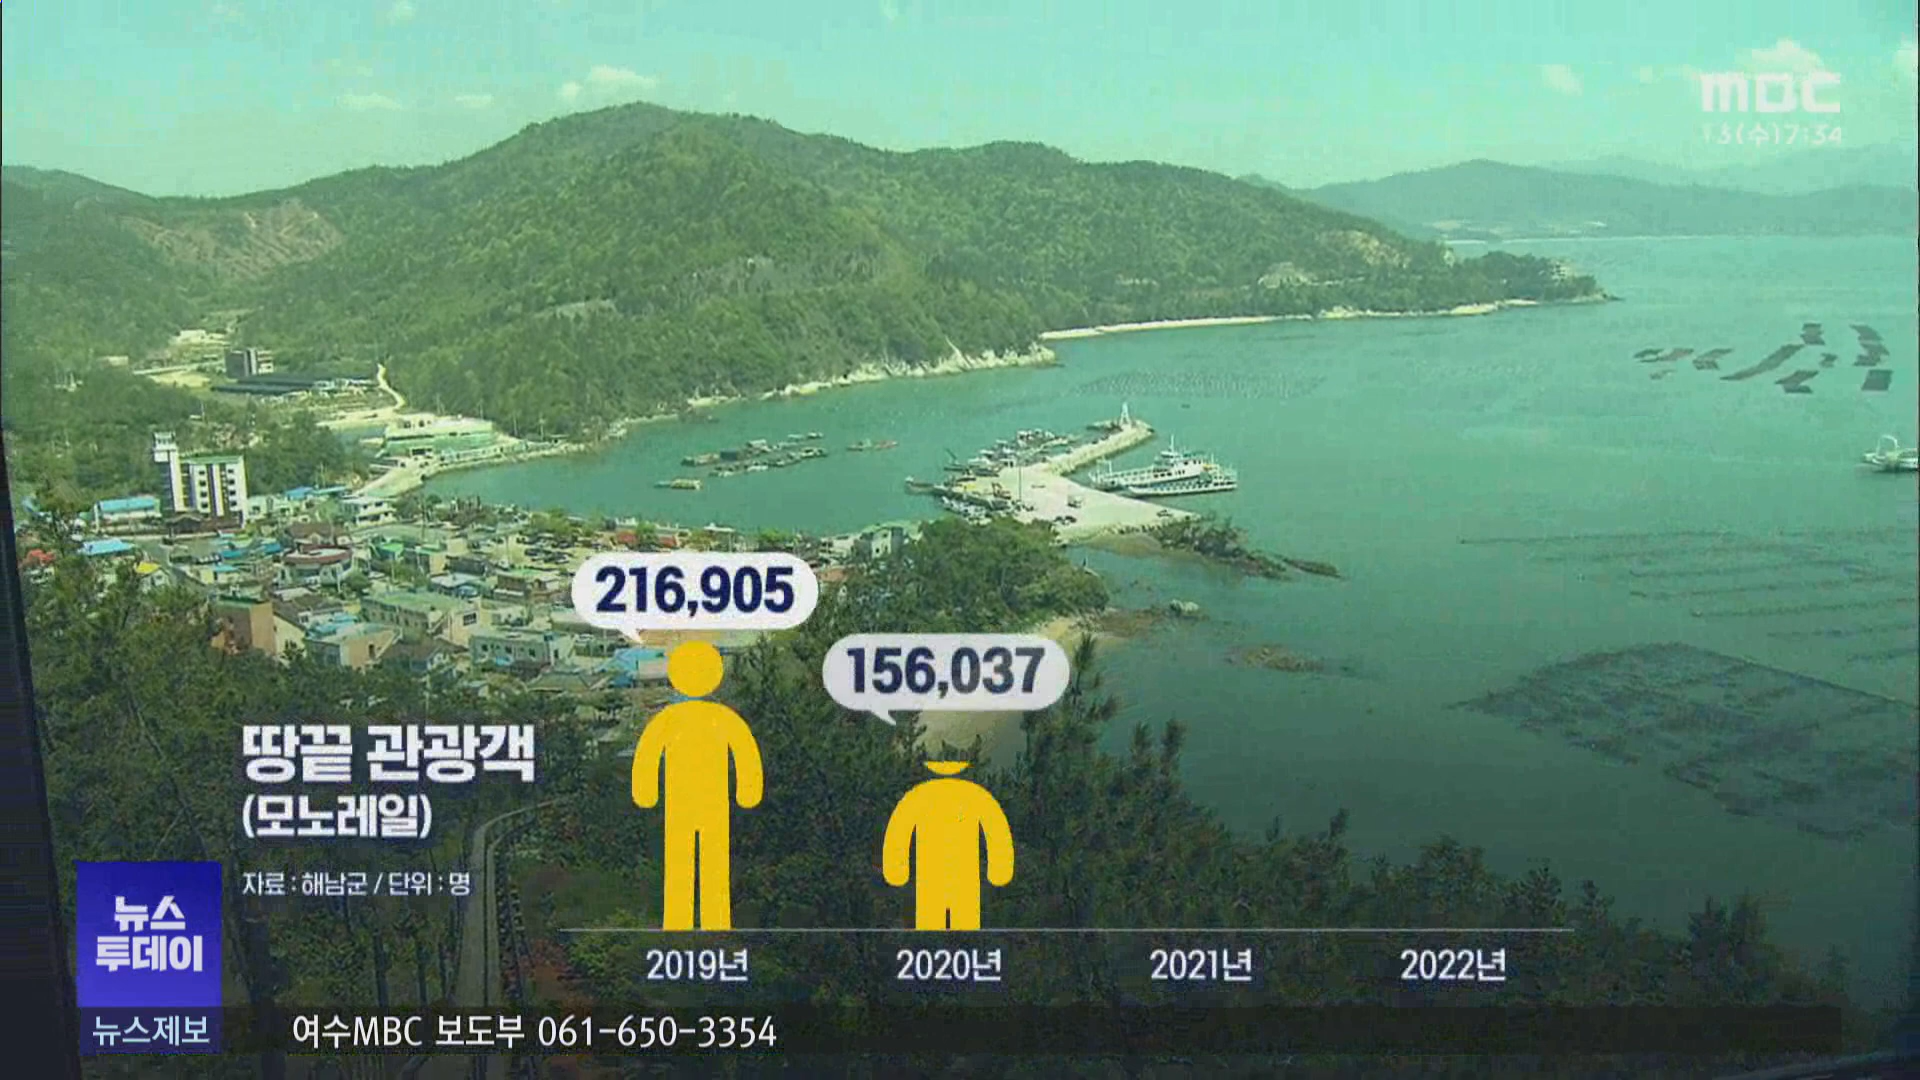 MBC
13(수)7:34
216,905
156,037
땅끝 관광객
(모노레일)
자료 : 해남군 / 단위 : 명
2019년 2020년 2021년 2022년
뉴스
투데이
뉴스제보 여수MBC 보도부 061-650-3354